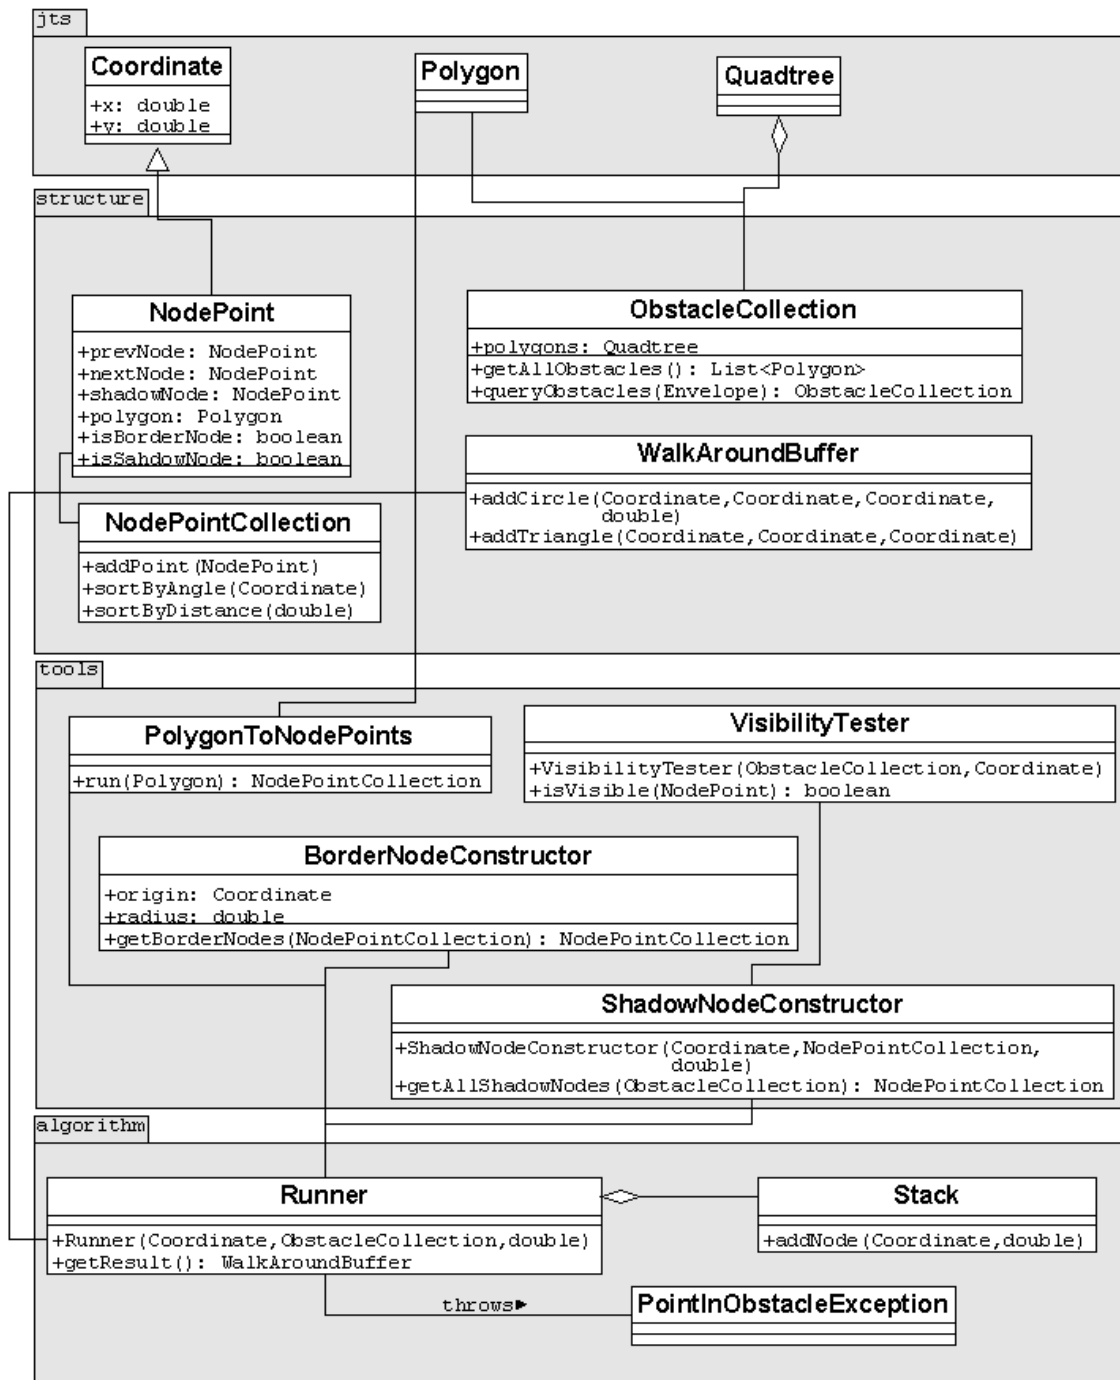 jts
Coordinate
+x: double
+y: double
Polygon
Quadtree
structure
NodePoint
+prevNode: NodePoint
+nextNode: NodePoint
+shadowNode: NodePoint
+polygon: Polygon
+isBorderNode: boolean
+isSahdowNode: boolean
ObstacleCollection
+polygons: Quadtree
+getAllObstacles(): List<Polygon>
+queryObstacles(Envelope): ObstacleCollection
WalkAroundBuffer
+addCircle(Coordinate,Coordinate,Coordinate,
double)
+addTriangle(Coordinate,Coordinate,Coordinate)
NodePointCollection
+addPoint(NodePoint)
+sortByAngle(Coordinate)
+sortByDistance(double)
tools
PolygonToNodePoints
+run(Polygon): NodePointCollection
VisibilityTester
+VisibilityTester(ObstacleCollection,Coordinate)
+isVisible(NodePoint): boolean
BorderNodeConstructor
+origin: Coordinate
+radius: double
+getBorderNodes(NodePointCollection): NodePointCollection
ShadowNodeConstructor
+ShadowNodeConstructor(Coordinate,NodePointCollection,
double)
+getAllShadowNodes(ObstacleCollection): NodePointCollection
algorithm
Runner
+Runner(Coordinate,ObstacleCollection,double)
+getResult(): WalkAroundBuffer
Stack
+addNode(Coordinate,double)
throws▶
PointInObstacleException